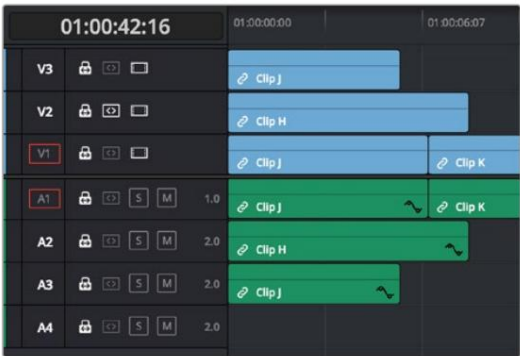 01:00:42:16 01:00:00:00 01:00:06:07
V3 Clip J
V2 Clip H
V1 Clip J Clip K
A1 S M 1.0 Clip J Clip K
A2 S M 2.0 Clip H
A3 S M 2.0 Clip J
A4 S M 2.0